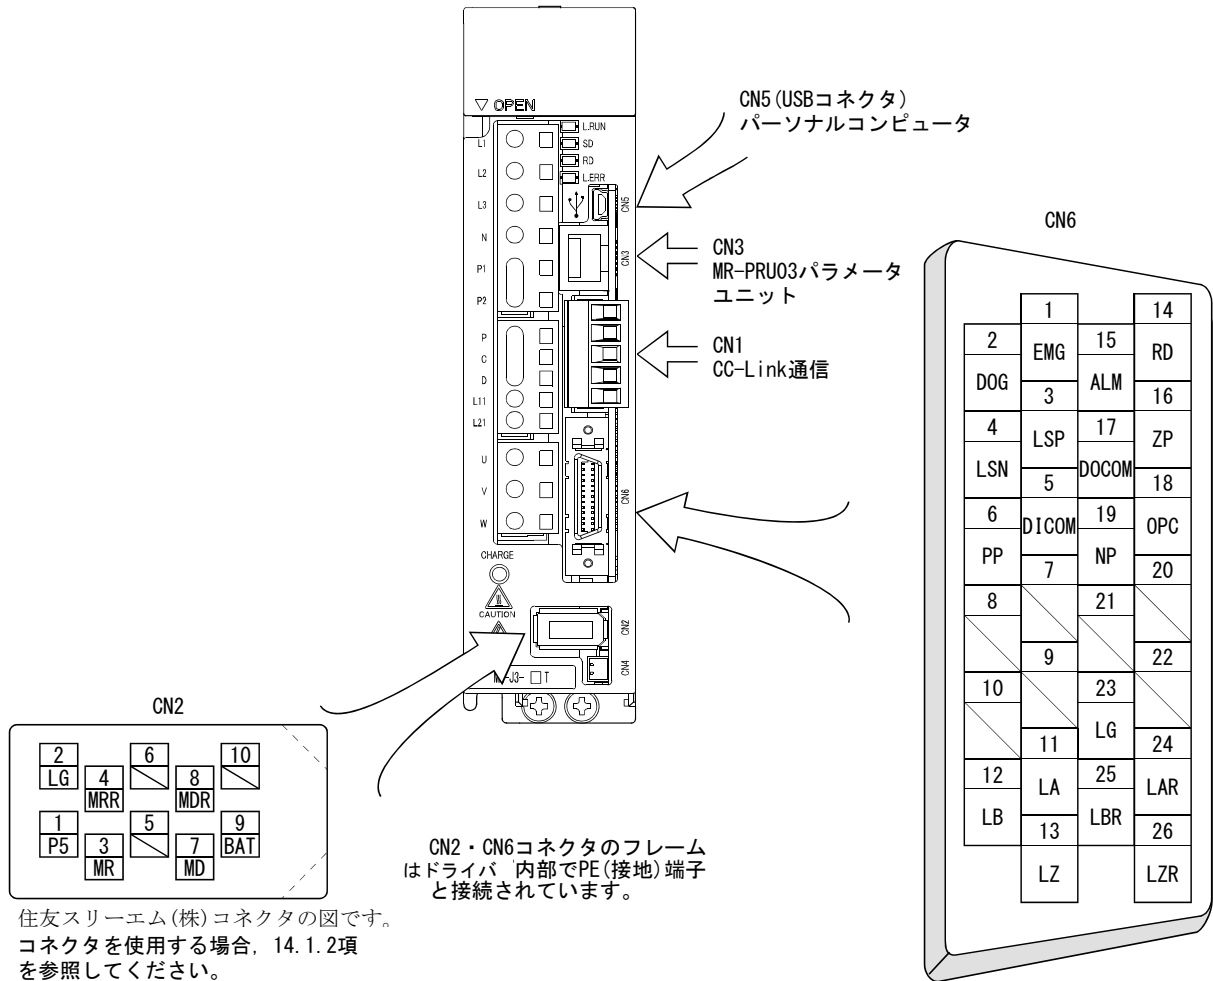 ▽ OPEN
L1
L2
L3
N
P1
P2
P
C
D
L11
L21
U
V
W
L.RUN
SD
RD
L.ERR
CN5
CN3
CN6
CHARGE
CAUTION
CN2
CN4
-J3-□T
CN5(USBコネクタ)
パーソナルコンピュータ
CN3
MR-PRU03パラメータ
ユニット
CN1
CC-Link通信
CN6
1
EMG
2
DOG
3
LSP
4
LSN
5
DICOM
6
PP
7
8
9
10
11
LA
12
LB
13
LZ
14
RD
15
ALM
16
ZP
17
DOCOM
18
OPC
19
NP
20
21
22
23
LG
24
LAR
25
LBR
26
LZR
CN2
2
LG
4
MRR
6
8
MDR
10
1
P5
3
MR
5
7
MD
9
BAT
住友スリーエム(株)コネクタの図です。
コネクタを使用する場合, 14.1.2項
を参照してください。
CN2・CN6コネクタのフレーム
はドライバ 内部でPE(接地)端子
と接続されています。